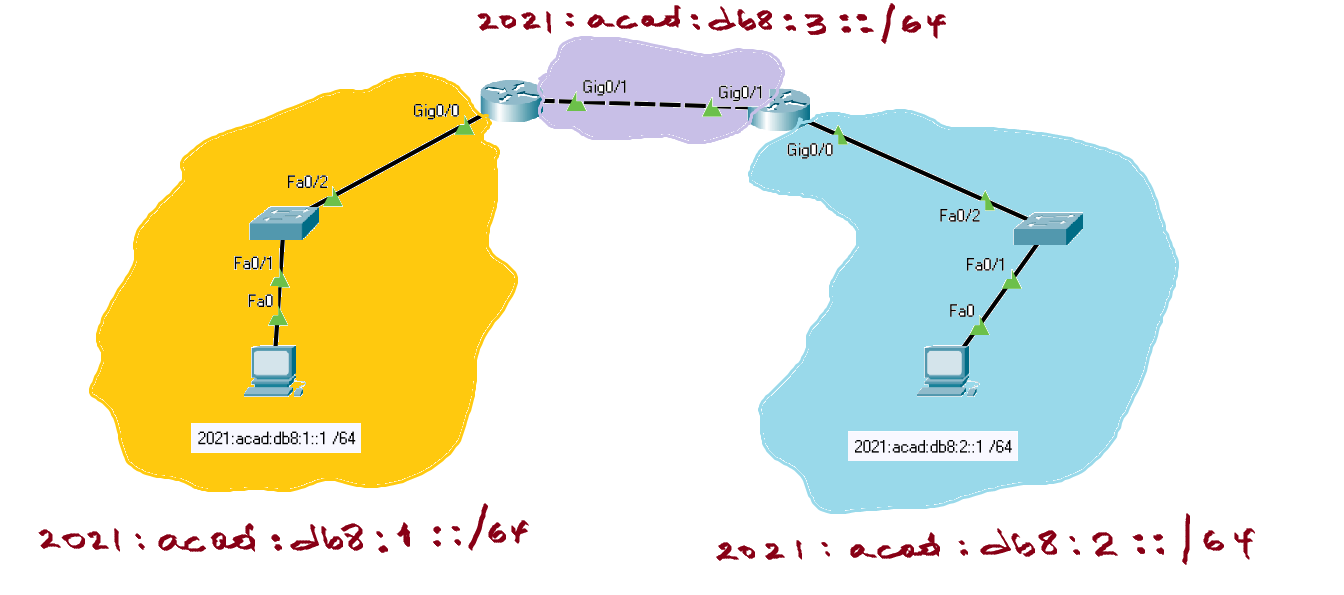 2021:acad:db8:3::/64
Gig0/1
Gig0/1
Gig0/0
Gig0/0
Fa0/2
Fa0/2
Fa0/1
Fa0/1
Fa0
Fa0
2021:acad:db8:1::1 /64
2021:acad:db8:2::1 /64
2021:acad:db8:1::/64
2021:acad:db8:2::/64